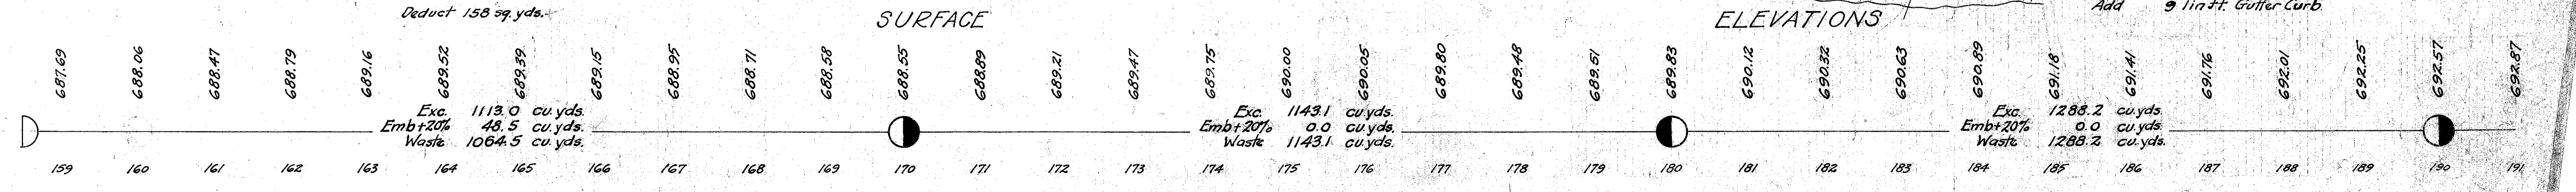 Deduct 158 sq. yds.
Add 9 lin ft. Gutter Curb
SURFACE ELEVATIONS
687.69 688.06 688.47 688.79 689.16 689.52 689.39 689.15 688.95 688.71 688.58 688.55 688.89 689.21 689.47 689.75 690.00 690.05 689.80 689.48 689.51 689.83 690.12 690.32 690.63 690.89 691.18 691.41 691.76 692.01 692.25 692.57 692.87
Exc. 1113.0 cu.yds. Exc. 1143.1 cu.yds. Exc. 1288.2 cu.yds.
Emb+20% 48.5 cu.yds. Emb+20% 0.0 cu.yds. Emb+20% 0.0 cu.yds.
Waste 1064.5 cu.yds. Waste 1143.1 cu.yds. Waste 1288.2 cu.yds.
159 160 161 162 163 164 165 166 167 168 169 170 171 172 173 174 175 176 177 178 179 180 181 182 183 184 185 186 187 188 189 190 191